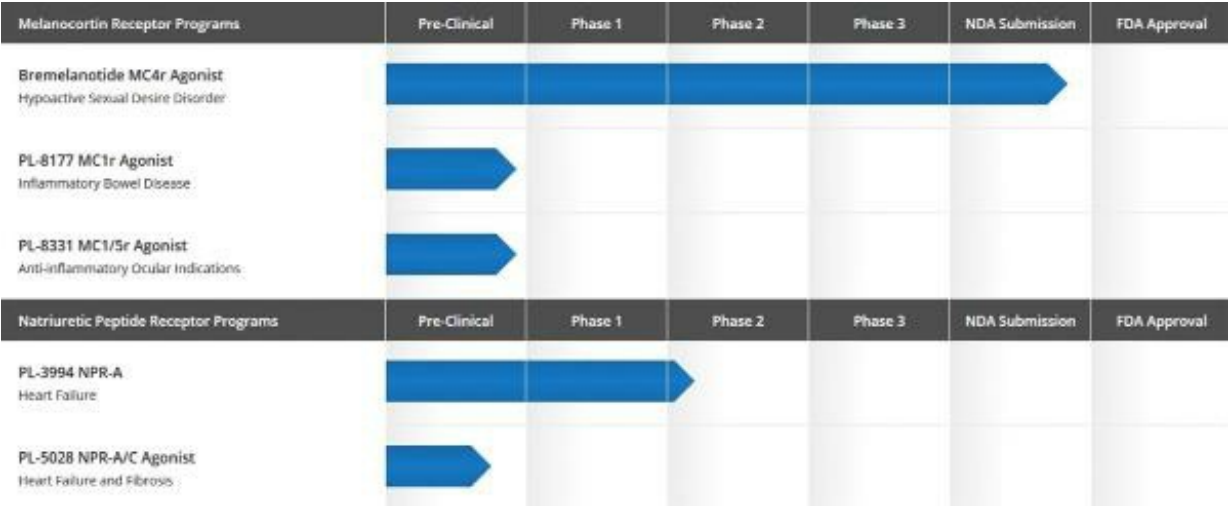 Melanocortin Receptor Programs Pre-Clinical Phase 1 Phase 2 Phase 3 NDA Submission FDA Approval
Bremelanotide MC4r Agonist
Hypoactive Sexual Desire Disorder
PL-8177 MC1r Agonist
Inflammatory Bowel Disease
PL-8331 MC1/5r Agonist
Anti-inflammatory Ocular Indications
Natriuretic Peptide Receptor Programs Pre-Clinical Phase 1 Phase 2 Phase 3 NDA Submission FDA Approval
PL-3994 NPR-A
Heart Failure
PL-5028 NPR-A/C Agonist
Heart Failure and Fibrosis